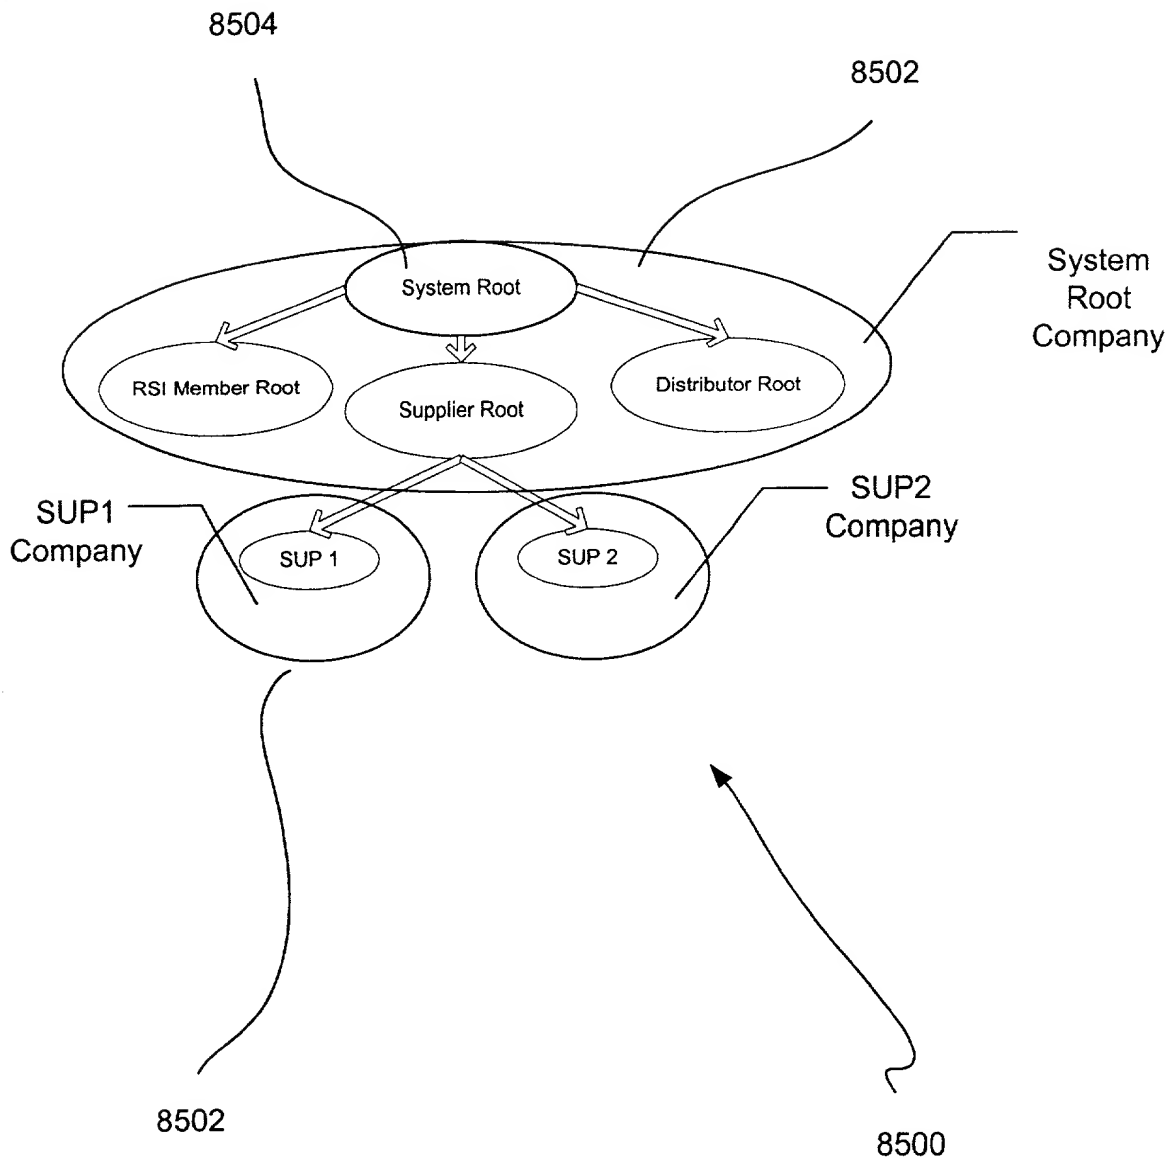 8504
8502
System
Root
Company
System Root
RSI Member Root
Supplier Root
Distributor Root
SUP1
Company
SUP2
Company
SUP 1
SUP 2
8502
8500